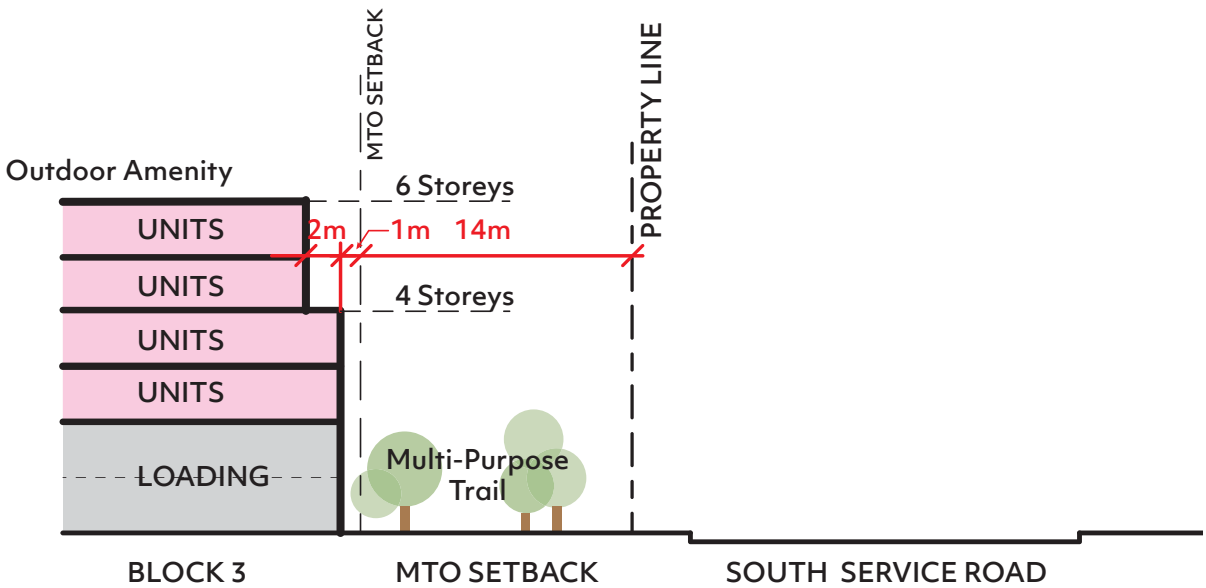 MTO SETBACK
PROPERTY LINE
Outdoor Amenity
6 Storeys
UNITS
2m
1m
14m
UNITS
4 Storeys
UNITS
UNITS
LOADING
Multi-Purpose
Trail
BLOCK 3
MTO SETBACK
SOUTH SERVICE ROAD